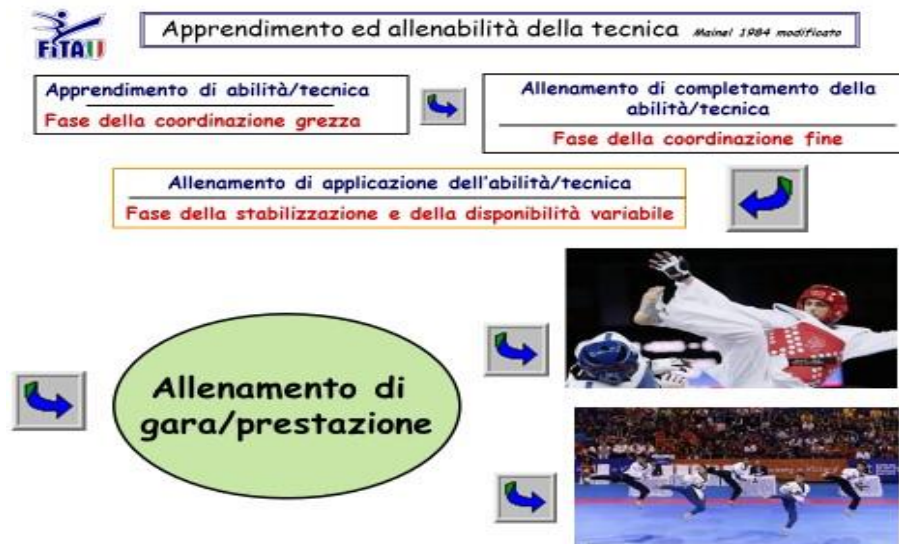 FITA
Apprendimento ed allenabilità della tecnica Mainel 1984 modificato
Apprendimento di abilità/tecnica
Fase della coordinazione grezza
Allenamento di completamento della
abilità/tecnica
Fase della coordinazione fine
Allenamento di applicazione dell'abilità/tecnica
Fase della stabilizzazione e della disponibilità variabile
Allenamento di
gara/prestazione